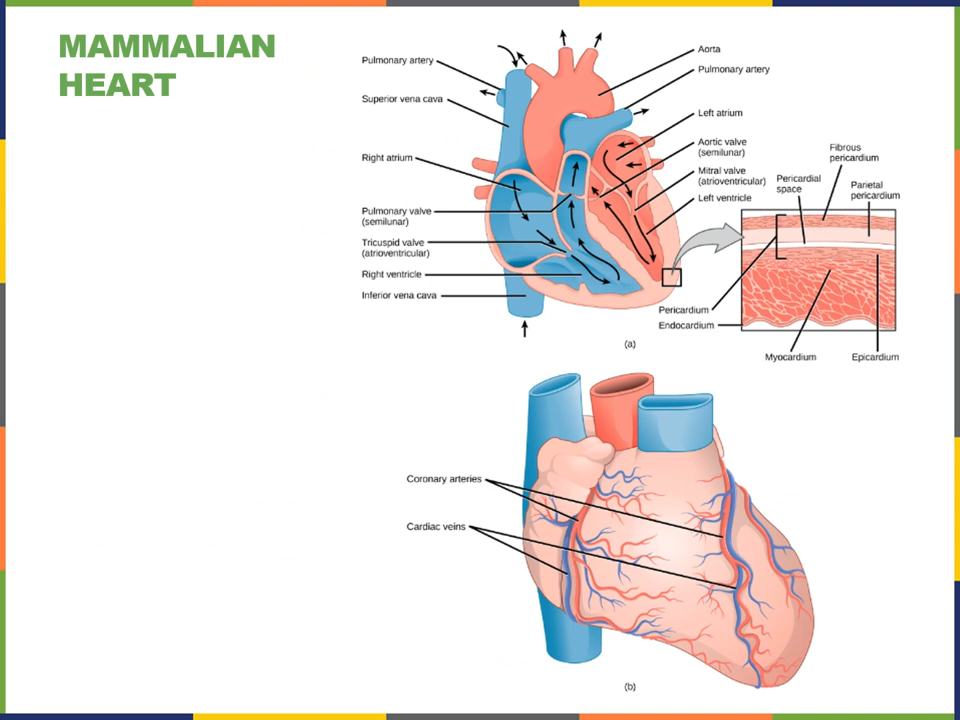 MAMMALIAN
HEART
Pulmonary artery
Superior vena cava
Right atrium
Pulmonary valve
(semilunar)
Tricuspid valve
(atrioventricular)
Right ventricle
Inferior vena cava
Aorta
Pulmonary artery
Left atrium
Aortic valve
(semilunar)
Mitral valve
(atrioventricular)
Left ventricle
Fibrous
pericardium
Pericardial
space
Parietal
pericardium
Pericardium
Endocardium
Myocardium
Epicardium
(a)
Coronary arteries
Cardiac veins
(b)